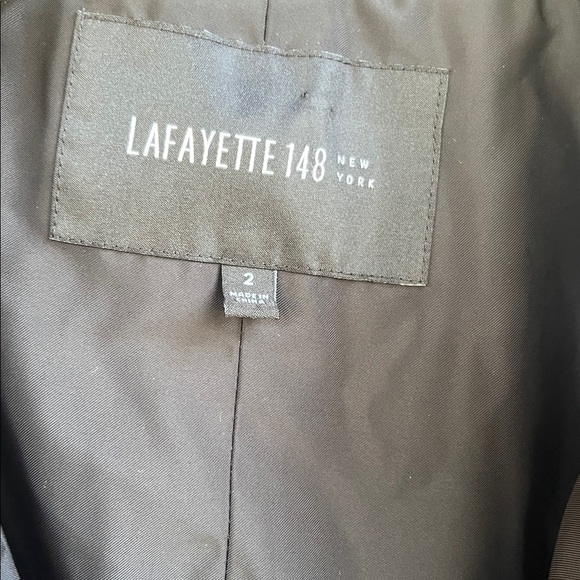 LAFAYETTE 148 NEW YORK
2
MADE IN
CHINA